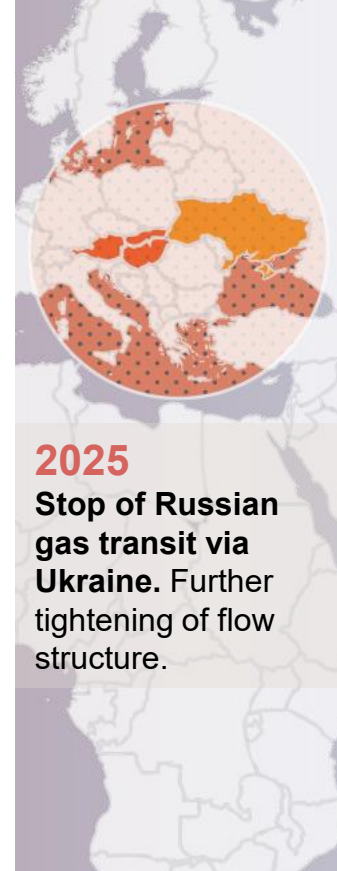 2025
Stop of Russian
gas transit via
Ukraine. Further
tightening of flow
structure.